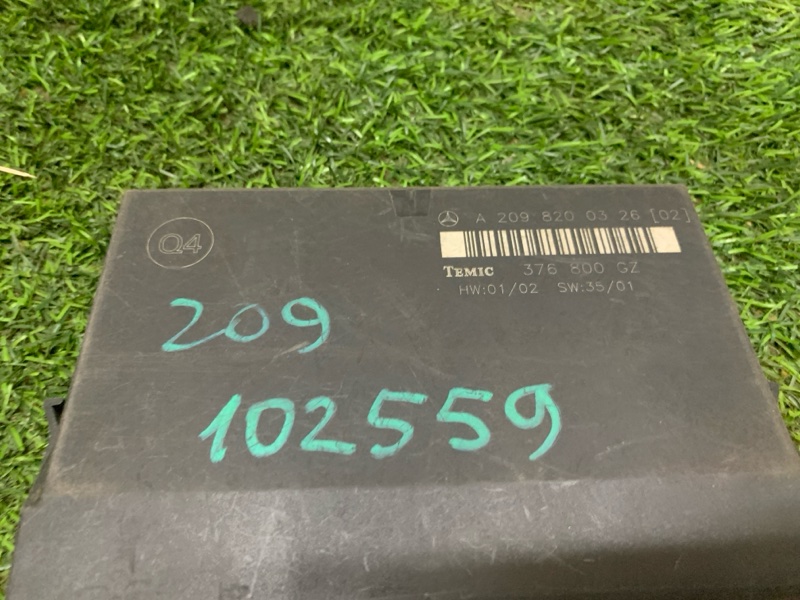 Q4
A 209 820 03 26 [02]
TEMIC 376 800 GZ
HW:01/02 SW:35/01
209
102559